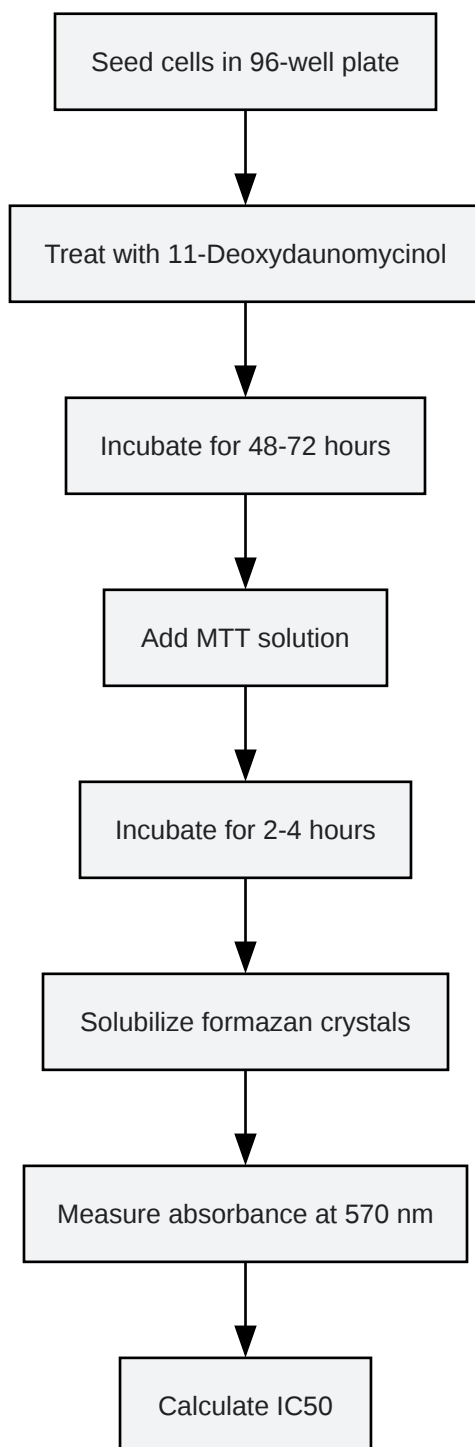 Seed cells in 96-well plate
Treat with 11-Deoxydaunomycinol
Incubate for 48-72 hours
Add MTT solution
Incubate for 2-4 hours
Solubilize formazan crystals
Measure absorbance at 570 nm
Calculate IC50